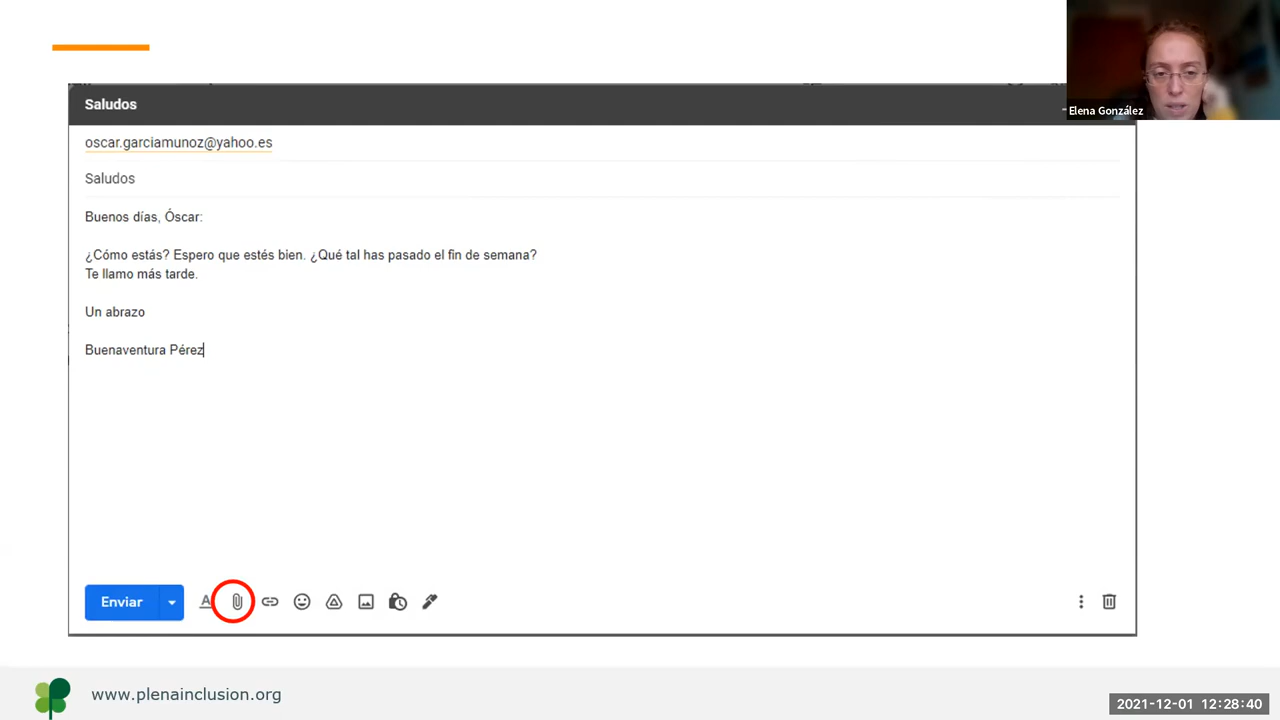 Elena González
Saludos
oscar.garciamunoz@yahoo.es
Saludos
Buenos días, Óscar:
¿Cómo estás? Espero que estés bien. ¿Qué tal has pasado el fin de semana?
Te llamo más tarde.
Un abrazo
Buenaventura Pérez
Enviar
www.plenainclusion.org
2021-12-01 12:28:40